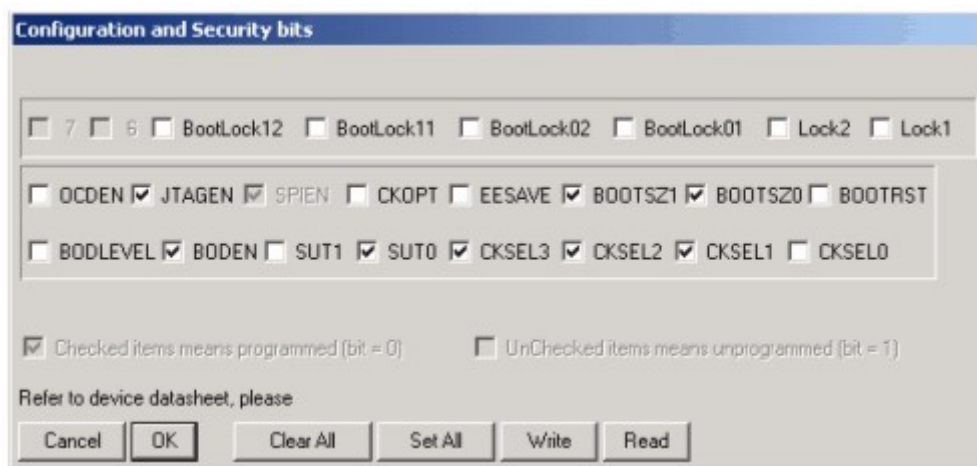 Configuration and Security bits
7 6 BootLock12 BootLock11 BootLock02 BootLock01 Lock2 Lock1
OCDEN JTAGEN SPIEN CKOPT EESAVE BOOTSZ1 BOOTSZ0 BOOTRST
BODLEVEL BODEN SUT1 SUT0 CKSEL3 CKSEL2 CKSEL1 CKSEL0
Checked items means programmed (bit = 0) UnChecked items means unprogrammed (bit = 1)
Refer to device datasheet, please
Cancel OK Clear All Set All Write Read